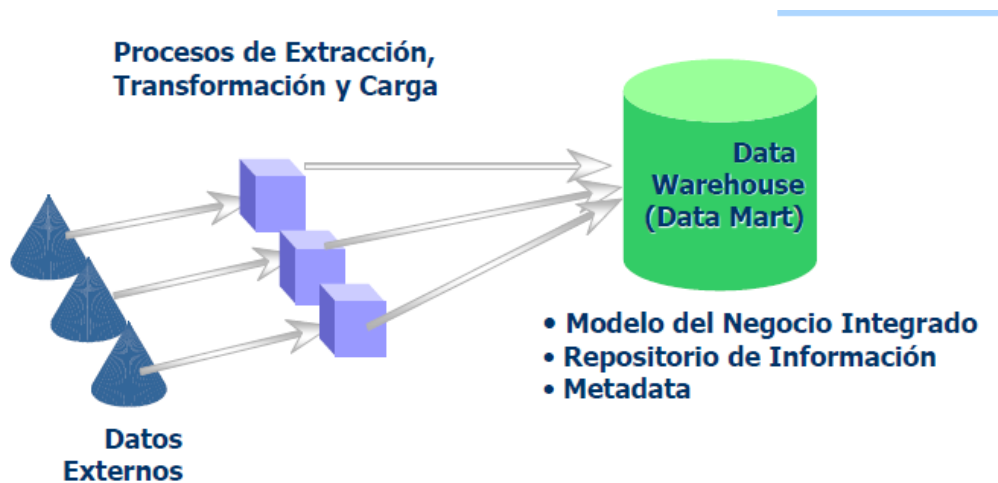 Procesos de Extracción,
Transformación y Carga
Data
Warehouse
(Data Mart)
• Modelo del Negocio Integrado
• Repositorio de Información
• Metadata
Datos
Externos